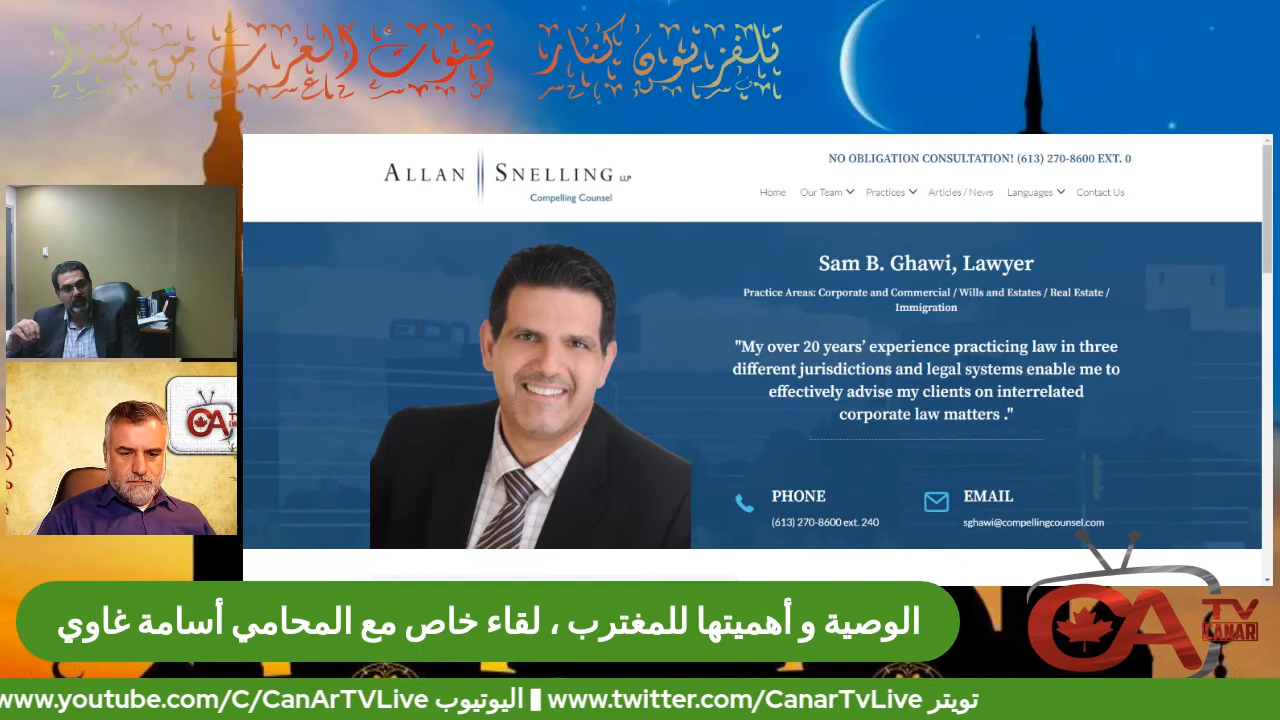 تلفزيون كنار صوت العرب من كندا
ALLAN SNELLING LLP
Compelling Counsel
NO OBLIGATION CONSULTATION! (613) 270-8600 EXT. 0
Home Our Team Practices Articles / News Languages Contact Us
Sam B. Ghawi, Lawyer
Practice Areas: Corporate and Commercial / Wills and Estates / Real Estate /
Immigration
"My over 20 years’ experience practicing law in three
different jurisdictions and legal systems enable me to
effectively advise my clients on interrelated
corporate law matters ."
PHONE
(613) 270-8600 ext. 240
EMAIL
sghawi@compellingcounsel.com
CA TV
CANAR
الوصية و أهميتها للمغترب ، لقاء خاص مع المحامي أسامة غاوي
تويتر www.twitter.com/CanarTvLive اليوتيوب www.youtube.com/C/CanArTVLive